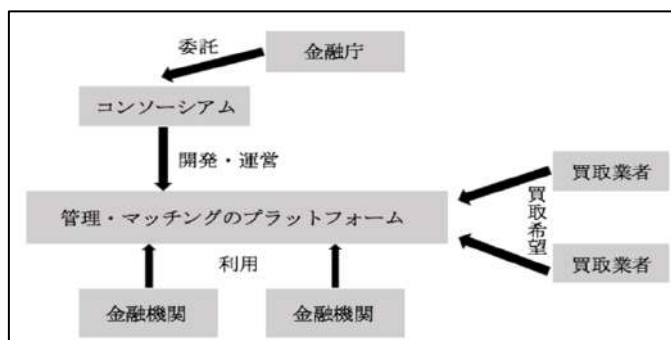 委託
金融庁
コンソーシアム
開発・運営
買取業者
管理・マッチングのプラットフォーム
買取希望
利用
買取業者
金融機関
金融機関